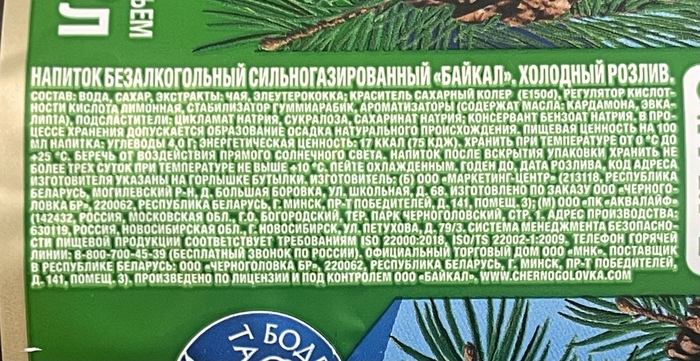 ЬЕМ
Л
НАПИТОК БЕЗАЛКОГОЛЬНЫЙ СИЛЬНОГАЗИРОВАННЫЙ «БАЙКАЛ». ХОЛОДНЫЙ РОЗЛИВ.
СОСТАВ: ВОДА, САХАР, ЭКСТРАКТЫ: ЧАЯ, ЭЛЕУТЕРОКОККА; КРАСИТЕЛЬ САХАРНЫЙ КОЛЕР (E150d), РЕГУЛЯТОР КИСЛОТ-
НОСТИ КИСЛОТА ЛИМОННАЯ, СТАБИЛИЗАТОР ГУММИАРАБИК, АРОМАТИЗАТОРЫ (СОДЕРЖАТ МАСЛА: КАРДАМОНА, ЭВКА-
ЛИПТА), ПОДСЛАСТИТЕЛИ: ЦИКЛАМАТ НАТРИЯ, СУКРАЛОЗА, САХАРИНАТ НАТРИЯ; КОНСЕРВАНТ БЕНЗОАТ НАТРИЯ. В ПРО-
ЦЕССЕ ХРАНЕНИЯ ДОПУСКАЕТСЯ ОБРАЗОВАНИЕ ОСАДКА НАТУРАЛЬНОГО ПРОИСХОЖДЕНИЯ. ПИЩЕВАЯ ЦЕННОСТЬ НА 100
МЛ НАПИТКА: УГЛЕВОДЫ 4,0 Г; ЭНЕРГЕТИЧЕСКАЯ ЦЕННОСТЬ: 17 ККАЛ (75 КДЖ). ХРАНИТЬ ПРИ ТЕМПЕРАТУРЕ ОТ 0 °С ДО
+25 °С. БЕРЕЧЬ ОТ ВОЗДЕЙСТВИЯ ПРЯМОГО СОЛНЕЧНОГО СВЕТА. НАПИТОК ПОСЛЕ ВСКРЫТИЯ УПАКОВКИ ХРАНИТЬ НЕ
БОЛЕЕ ТРЕХ СУТОК ПРИ ТЕМПЕРАТУРЕ НЕ ВЫШЕ +10 °С. ПЕЙТЕ ОХЛАЖДЕННЫМ. ГОДЕН ДО, ДАТА РОЗЛИВА, КОД АДРЕСА
ИЗГОТОВИТЕЛЯ УКАЗАНЫ НА ГОРЛЫШКЕ БУТЫЛКИ. ИЗГОТОВИТЕЛЬ: (Б) ООО «МАРКЕТИНГ-ЦЕНТР» (213118, РЕСПУБЛИКА
БЕЛАРУСЬ, МОГИЛЕВСКИЙ Р-Н, Д. БОЛЬШАЯ БОРОВКА, УЛ. ШКОЛЬНАЯ, Д. 68. ИЗГОТОВЛЕНО ПО ЗАКАЗУ ООО «ЧЕРНОГО-
ЛОВКА БР», 220062, РЕСПУБЛИКА БЕЛАРУСЬ, Г. МИНСК, ПР-Т ПОБЕДИТЕЛЕЙ, Д. 141, ПОМЕЩ. 3); (М) ООО «ПК «АКВАЛАЙФ»
(142432, РОССИЯ, МОСКОВСКАЯ ОБЛ., Г.О. БОГОРОДСКИЙ, ТЕР. ПАРК ЧЕРНОГОЛОВСКИЙ, СТР. 1. АДРЕС ПРОИЗВОДСТВА:
630119, РОССИЯ, НОВОСИБИРСКАЯ ОБЛ., Г. НОВОСИБИРСК, УЛ. ПЕТУХОВА, Д. 79/3. СИСТЕМА МЕНЕДЖМЕНТА БЕЗОПАСНО-
СТИ ПИЩЕВОЙ ПРОДУКЦИИ СООТВЕТСТВУЕТ ТРЕБОВАНИЯМ ISO 22000:2018, ISO/TS 22002-1:2009. ТЕЛЕФОН ГОРЯЧЕЙ
ЛИНИИ: 8-800-700-45-39 (БЕСПЛАТНЫЙ ЗВОНОК ПО РОССИИ). ОФИЦИАЛЬНЫЙ ТОРГОВЫЙ ДОМ ООО «МНК». ПОСТАВЩИК
В РЕСПУБЛИКЕ БЕЛАРУСЬ: ООО «ЧЕРНОГОЛОВКА БР», 220062, РЕСПУБЛИКА БЕЛАРУСЬ, Г. МИНСК, ПР-Т ПОБЕДИТЕЛЕЙ,
Д. 141, ПОМЕЩ. 3). ПРОИЗВЕДЕНО ПО ЛИЦЕНЗИИ И ПОД КОНТРОЛЕМ ООО «БАЙКАЛ». WWW.CHERNOGOLOVKA.COM